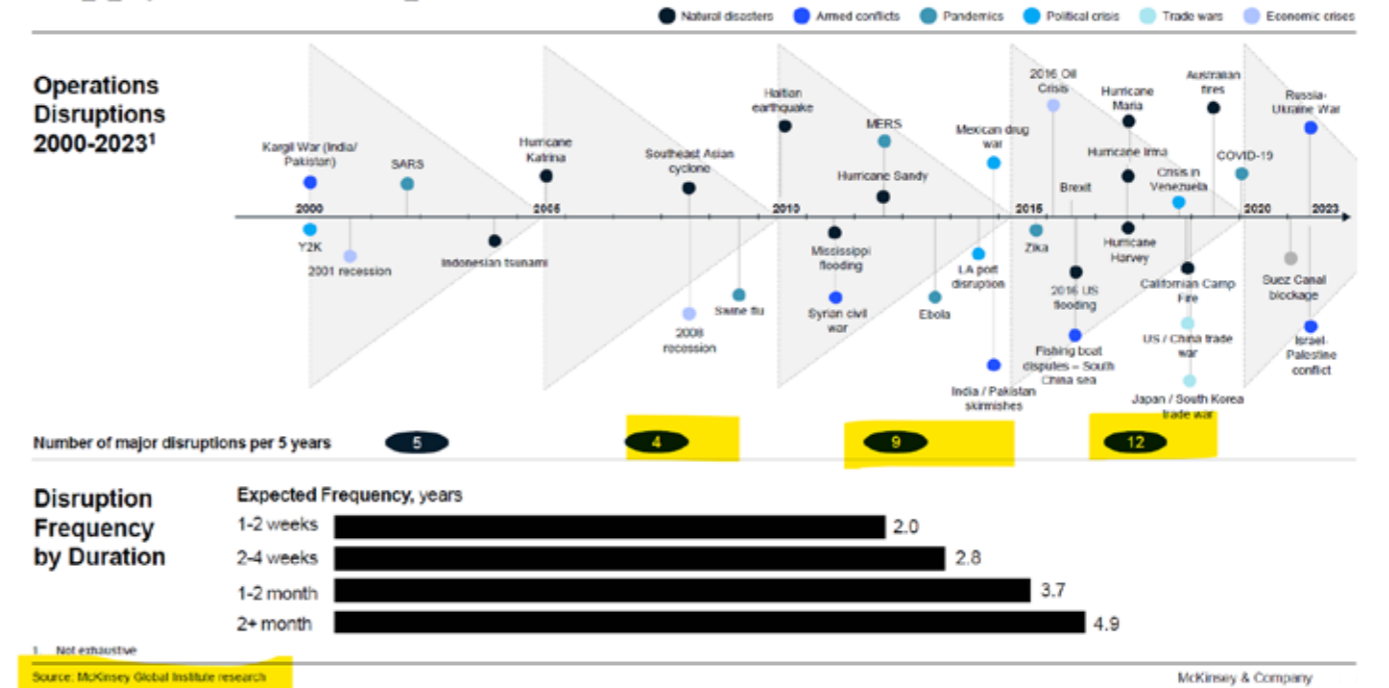 Natural disasters
Armed conflicts
Pandemics
Political crisis
Trade wars
Economic crises
Operations
Disruptions
2000-2023¹
Kargil War (India/
Pakistan)
SARS
Hurricane
Katrina
Southeast Asian
cyclone
Haitian
earthquake
MERS
Hurricane Sandy
Mexican drug
war
2016 Oil
Crisis
Hurricane
Maria
Hurricane Irma
Brexit
Crisis in
Venezuela
Australian
fires
COVID-19
Russia-
Ukraine War
2000
2005
2010
2015
2020
2023
Y2K
2001 recession
Indonesian tsunami
2008
recession
Swine flu
Mississippi
flooding
Syrian civil
war
Ebola
LA port
disruption
India / Pakistan
skirmishes
Zika
2016 US
flooding
Fishing boat
disputes – South
China sea
Hurricane
Harvey
Californian Camp
Fire
US / China trade
war
Japan / South Korea
trade war
Suez Canal
blockage
Israel-
Palestine
conflict
Number of major disruptions per 5 years
5
4
9
12
Disruption
Frequency
by Duration
Expected Frequency, years
1-2 weeks
2.0
2-4 weeks
2.8
1-2 month
3.7
2+ month
4.9
1. Not exhaustive
Source: McKinsey Global Institute research
McKinsey & Company